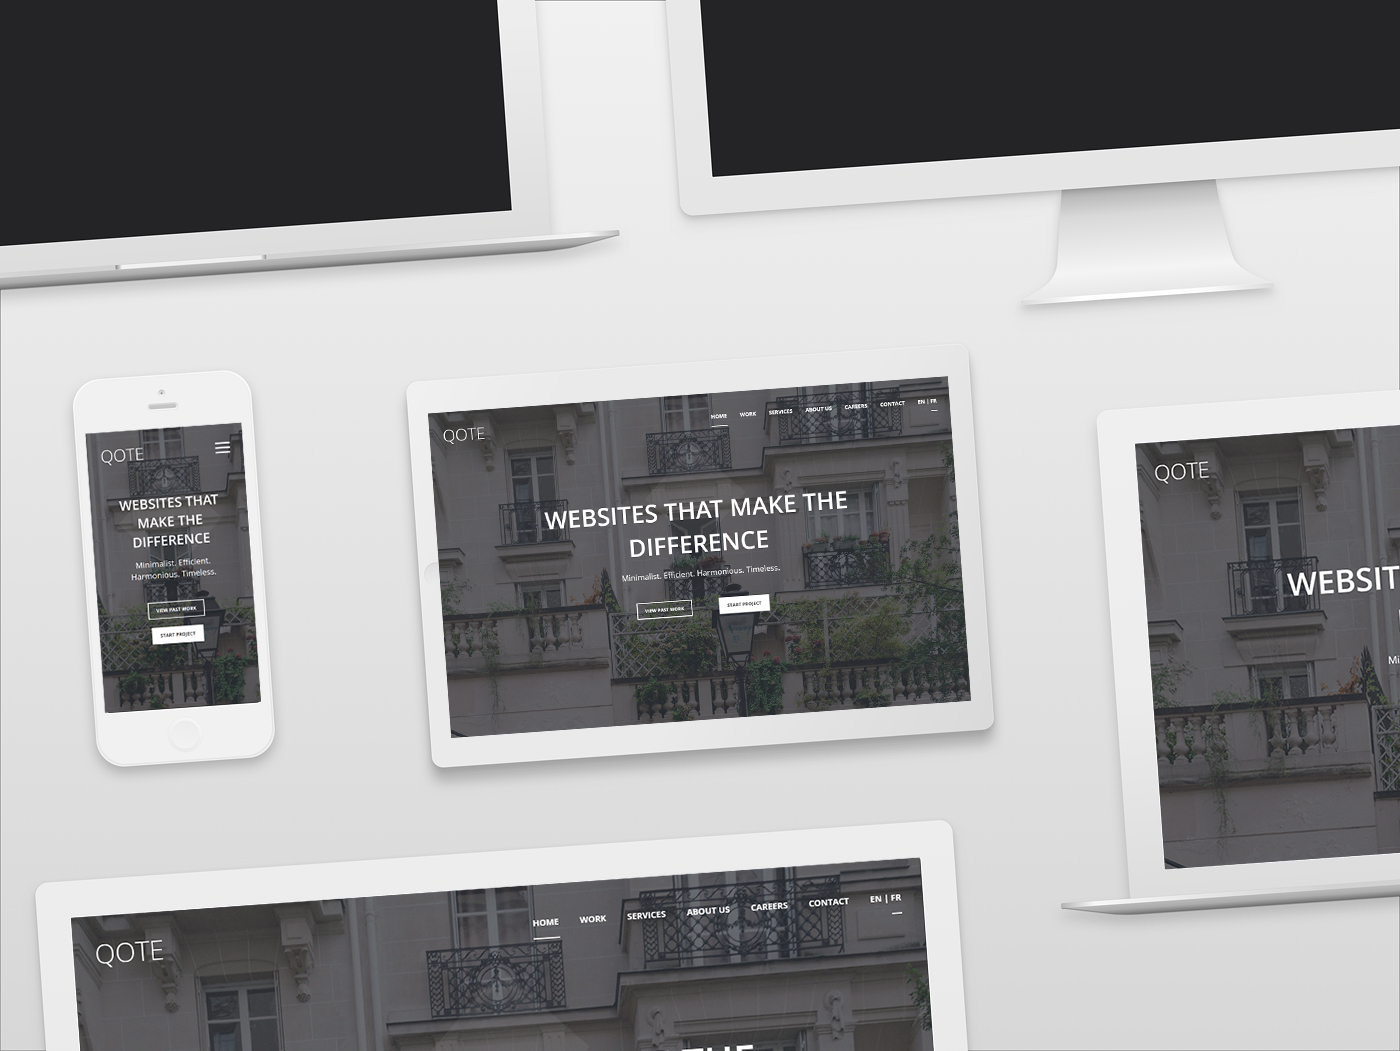 QOTE
WEBSITES THAT
MAKE THE
DIFFERENCE
Minimalist. Efficient.
Harmonious. Timeless.
VIEW PAST WORK
START PROJECT
QOTE
HOME WORK SERVICES ABOUT US CAREERS CONTACT EN | FR
WEBSITES THAT MAKE THE
DIFFERENCE
Minimalist. Efficient. Harmonious. Timeless.
VIEW PAST WORK START PROJECT
QOTE
WEBSIT
Mi
QOTE
HOME WORK SERVICES ABOUT US CAREERS CONTACT EN | FR
THE